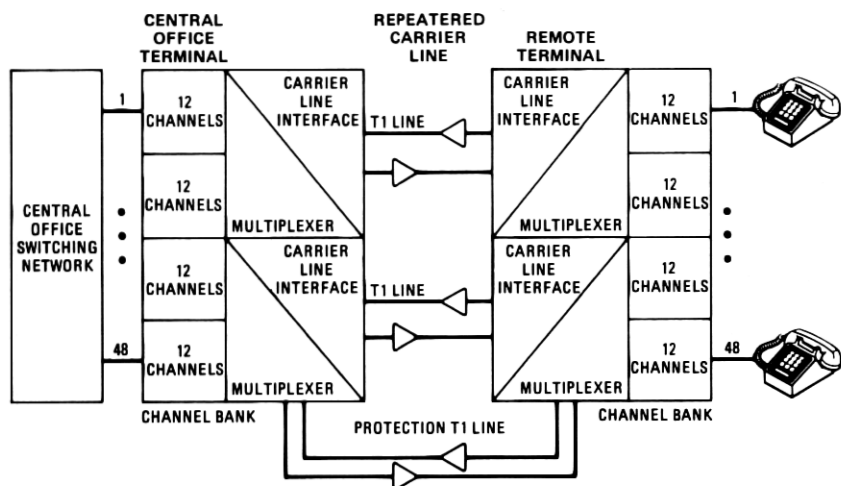 CENTRAL
OFFICE
TERMINAL
REPEATERED
CARRIER
LINE
REMOTE
TERMINAL
CENTRAL
OFFICE
SWITCHING
NETWORK
1
48
12
CHANNELS
12
CHANNELS
12
CHANNELS
12
CHANNELS
CARRIER
LINE
INTERFACE
MULTIPLEXER
CARRIER
LINE
INTERFACE
MULTIPLEXER
CHANNEL BANK
T1 LINE
T1 LINE
PROTECTION T1 LINE
CARRIER
LINE
INTERFACE
MULTIPLEXER
CARRIER
LINE
INTERFACE
MULTIPLEXER
12
CHANNELS
12
CHANNELS
12
CHANNELS
12
CHANNELS
CHANNEL BANK
1
48